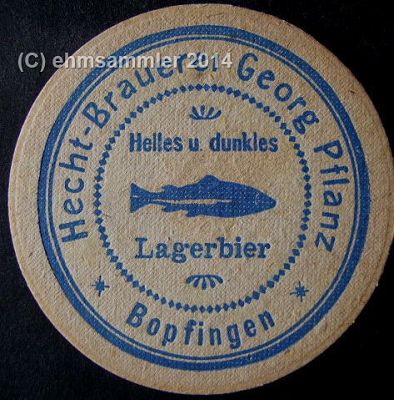 (C) ehmsammler 2014
Hecht-Brauerei Georg Pflanz
Helles u. dunkles
Lagerbier
* Bopfingen *